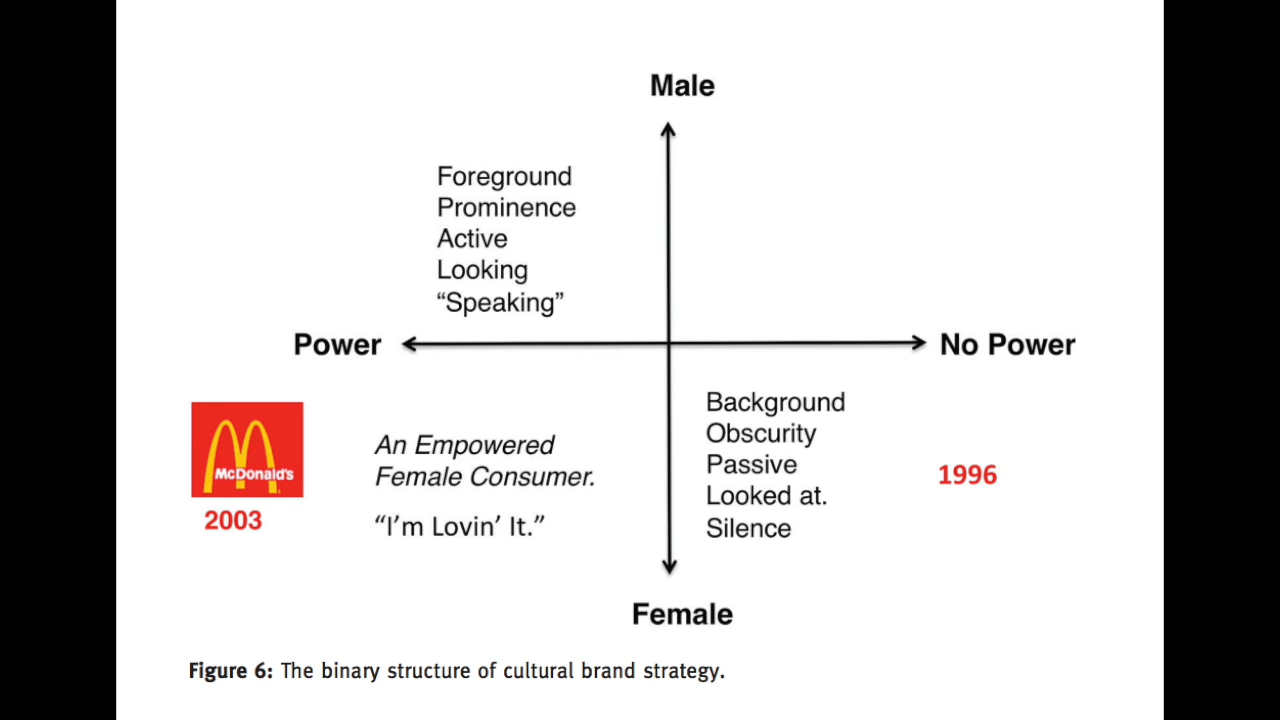 Male
Foreground
Prominence
Active
Looking
“Speaking”
Power
No Power
McDonald's
2003
An Empowered
Female Consumer.
“I’m Lovin’ It.”
Background
Obscurity
Passive
Looked at.
Silence
1996
Female
Figure 6: The binary structure of cultural brand strategy.